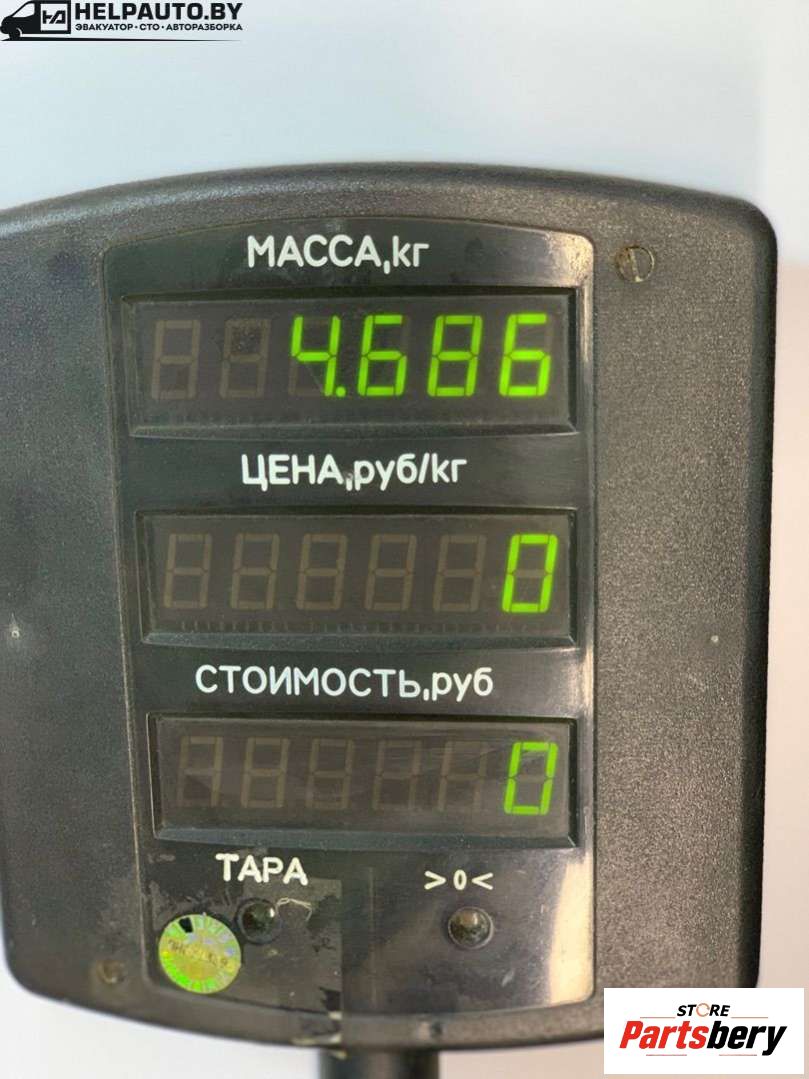 HELPAUTO.BY
ЭВАКУАТОР•СТО•АВТОРАЗБОРКА
МАССА,кг
4.686
ЦЕНА,руб/кг
0
СТОИМОСТЬ,руб
0
ТАРА >0<
STORE
Partsbery